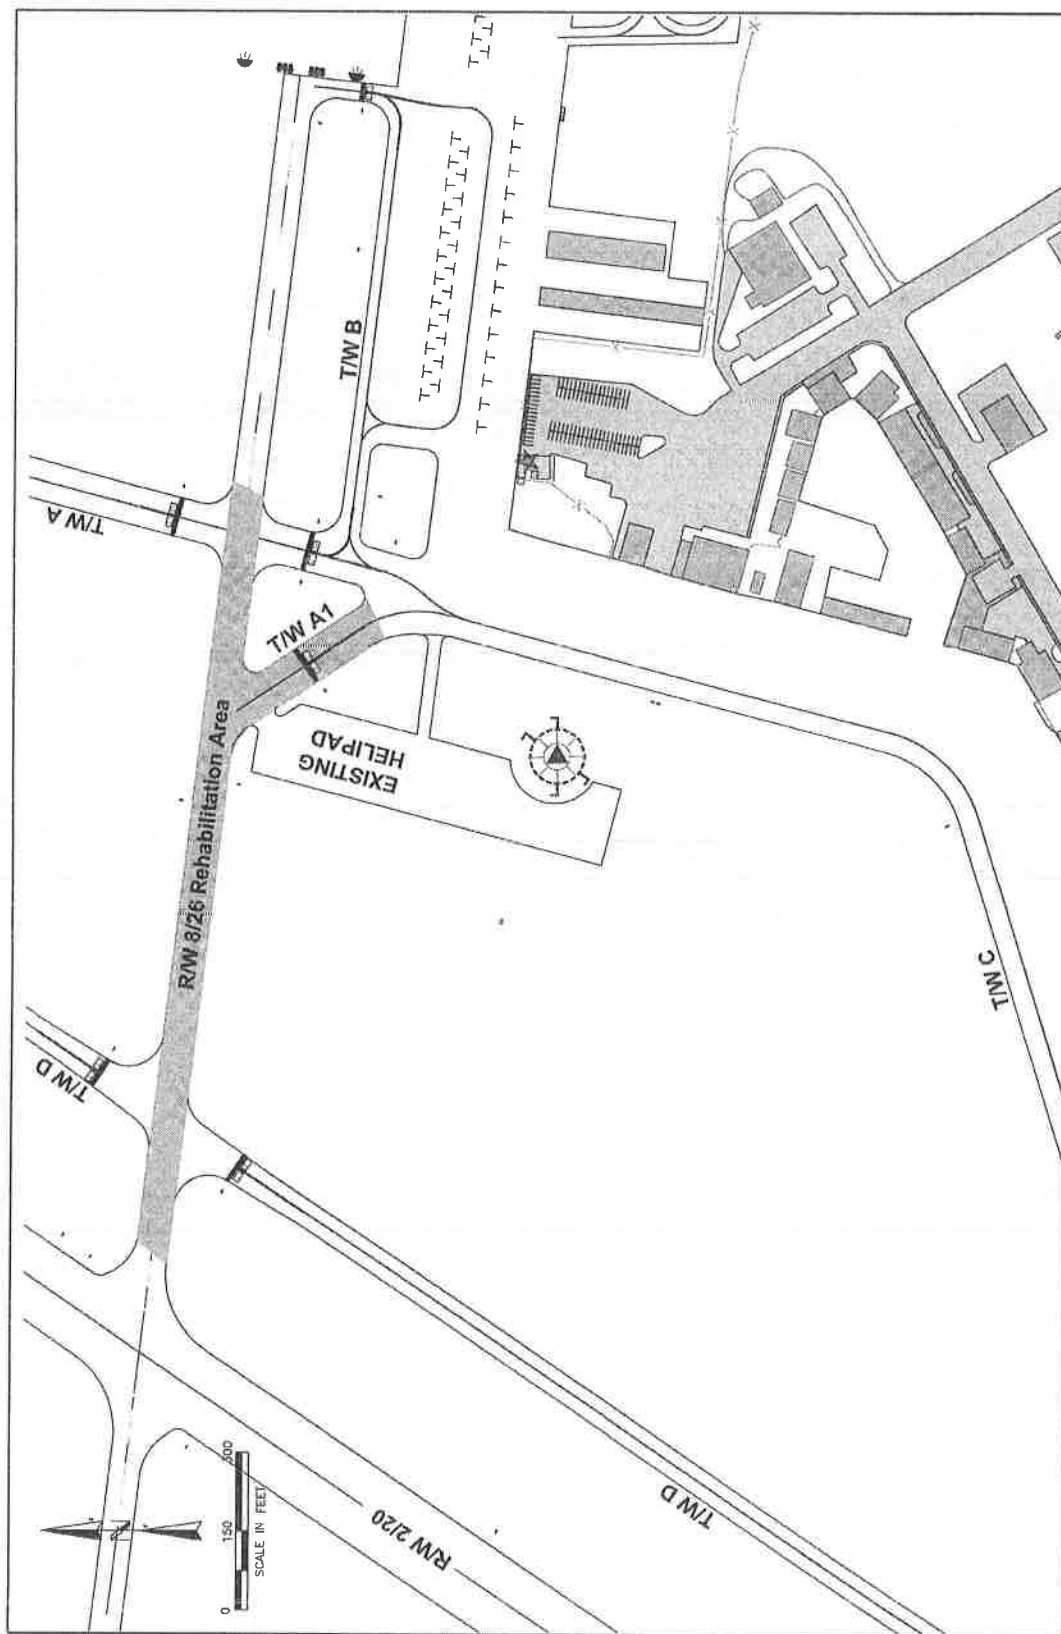 T/W B
T/W A
T/W A1
EXISTING
HELIPAD
R/W 8/26 Rehabilitation Area
T/W C
T/W D
T/W D
R/W 2/20
0
150
300
SCALE IN FEET